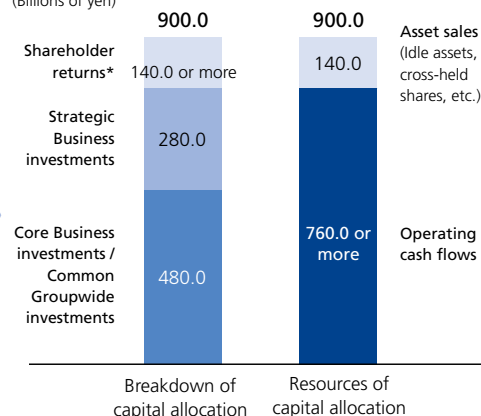 (Billions of yen)
900.0
900.0
Shareholder
returns*
140.0 or more
140.0
Asset sales
(Idle assets,
cross-held
shares, etc.)
Strategic
Business
investments
280.0
Core Business
investments /
Common
Groupwide
investments
480.0
760.0 or
more
Operating
cash flows
Breakdown of
capital allocation
Resources of
capital allocation